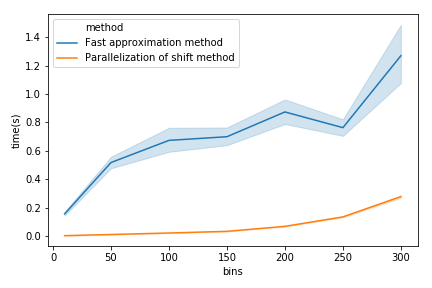 method
Fast approximation method
Parallelization of shift method
1.4
1.2
1.0
0.8
0.6
0.4
0.2
0.0
time(s)
0 50 100 150 200 250 300
bins